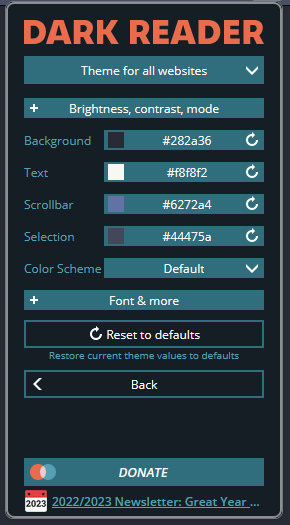 DARK READER
Theme for all websites
+ Brightness, contrast, mode
Background #282a36
Text #f8f8f2
Scrollbar #6272a4
Selection #44475a
Color Scheme Default
+ Font & more
Reset to defaults
Restore current theme values to defaults
Back
DONATE
2023 2022/2023 Newsletter: Great Year ...